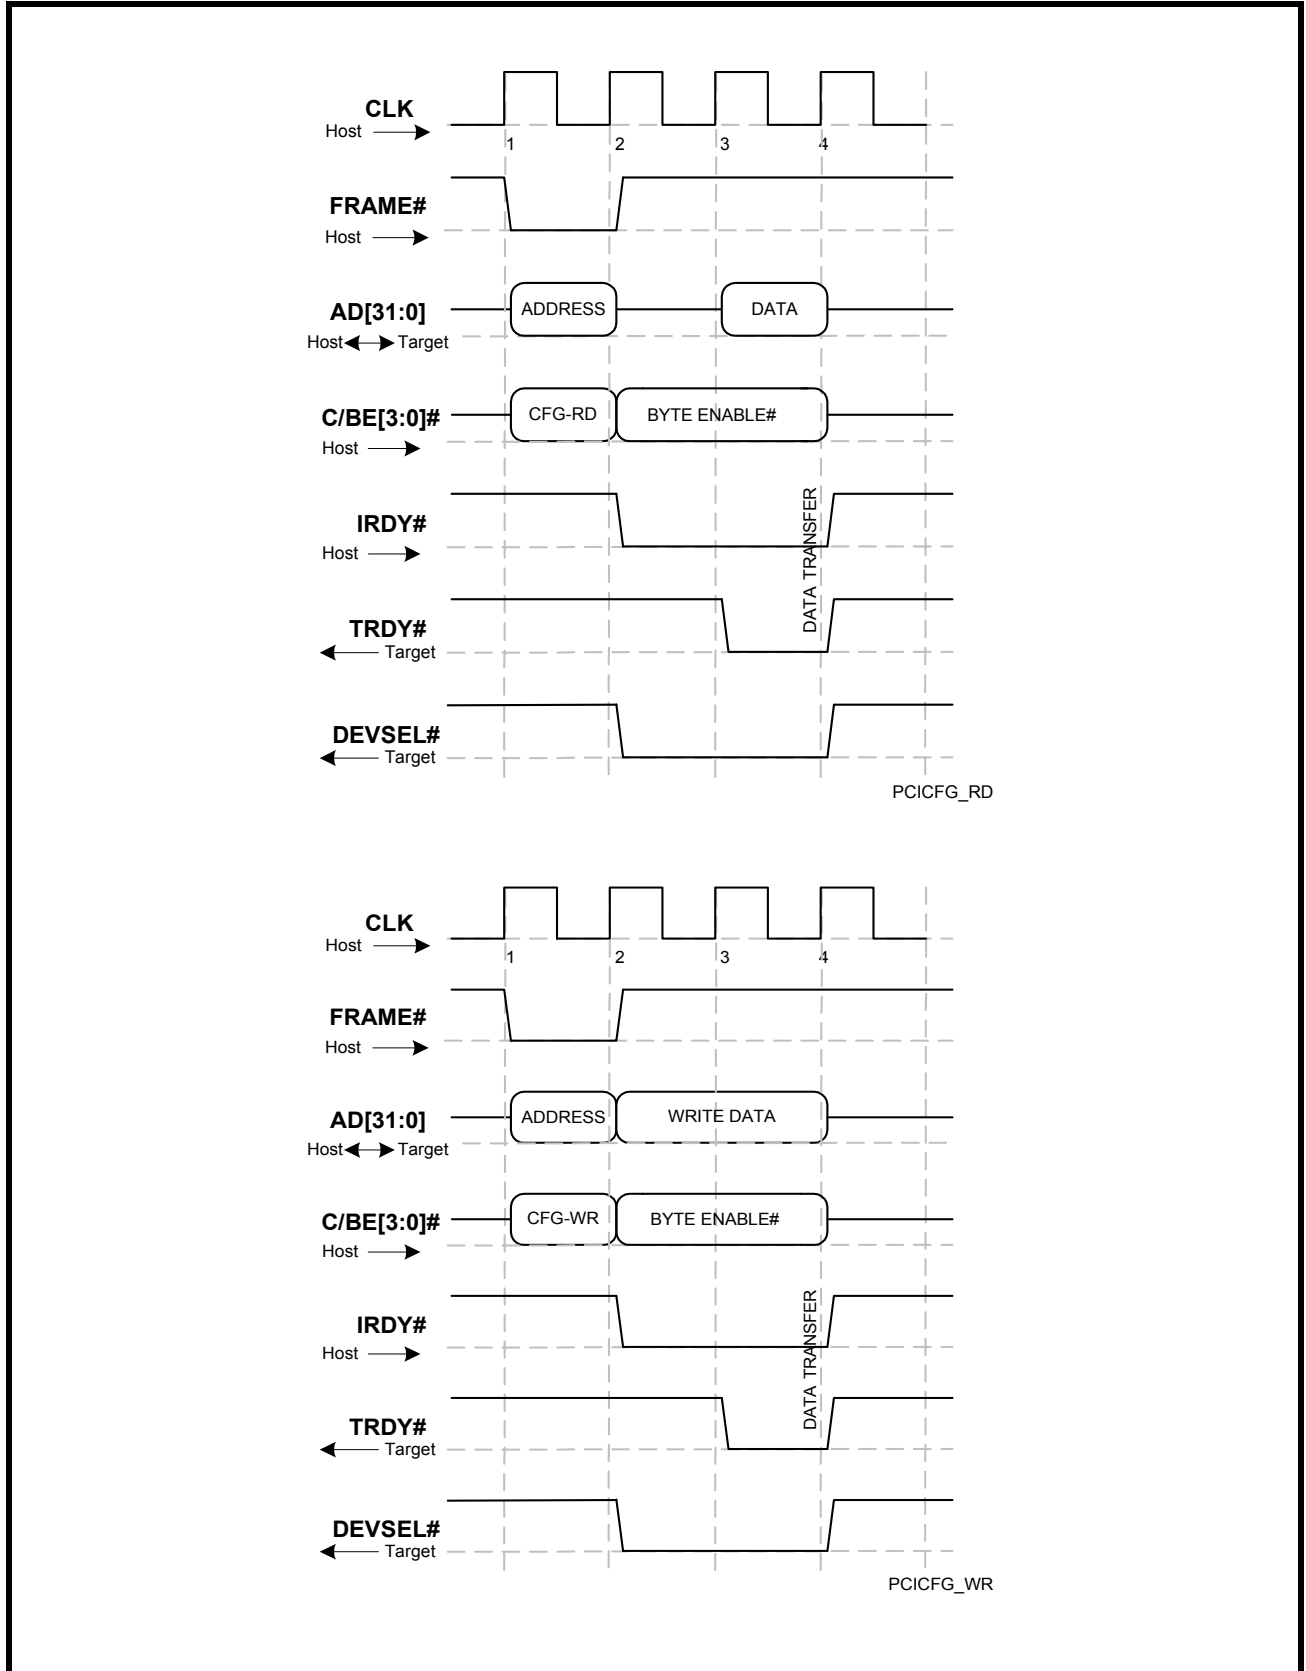 CLK
Host
1 2 3 4
FRAME#
Host
AD[31:0]
ADDRESS DATA
Host Target
C/BE[3:0]#
CFG-RD BYTE ENABLE#
Host
IRDY#
Host
DATA TRANSFER
TRDY#
Target
DEVSEL#
Target
PCICFG_RD
CLK
Host
1 2 3 4
FRAME#
Host
AD[31:0]
ADDRESS WRITE DATA
Host Target
C/BE[3:0]#
CFG-WR BYTE ENABLE#
Host
IRDY#
Host
DATA TRANSFER
TRDY#
Target
DEVSEL#
Target
PCICFG_WR